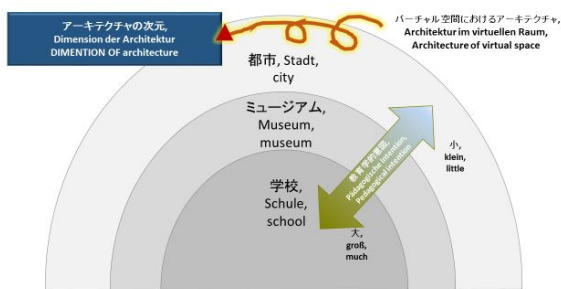 アーキテクチャの次元,
Dimension der Architektur
DIMENTION OF architecture
バーチャル空間におけるアーキテクチャ,
Architektur im virtuellen Raum,
Architecture of virtual space
都市, Stadt,
city
ミュージアム,
Museum,
museum
学校,
Schule,
school
教育学的意図,
Pädagogische Intention,
Pedagogical intention
小,
klein,
little
大,
groß,
much